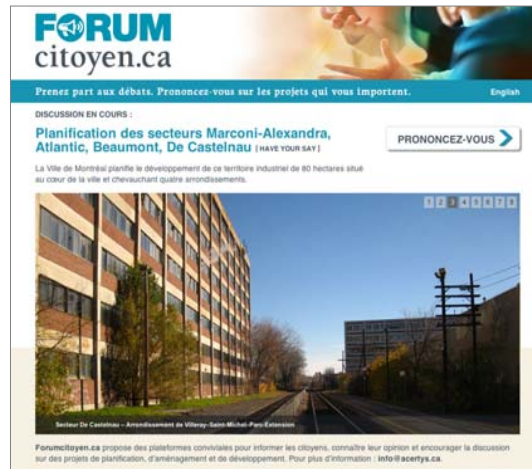 FORUM
citoyen.ca
Prenez part aux débats. Prononcez-vous sur les projets qui vous importent.
English
DISCUSSION EN COURS :
Planification des secteurs Marconi-Alexandra,
Atlantic, Beaumont, De Castelnau [ HAVE YOUR SAY ]
PRONONCEZ-VOUS
La Ville de Montréal planifie le développement de ce territoire industriel de 80 hectares situé
au cœur de la ville et chevauchant quatre arrondissements.
1 2 3 4 5 6 7 8
Secteur De Castelnau – Arrondissement de Villeray–Saint-Michel–Parc-Extension
Forumcitoyen.ca propose des plateformes conviviales pour informer les citoyens, connaître leur opinion et encourager la discussion
sur des projets de planification, d'aménagement et de développement. Pour plus d'information : info@acertys.ca